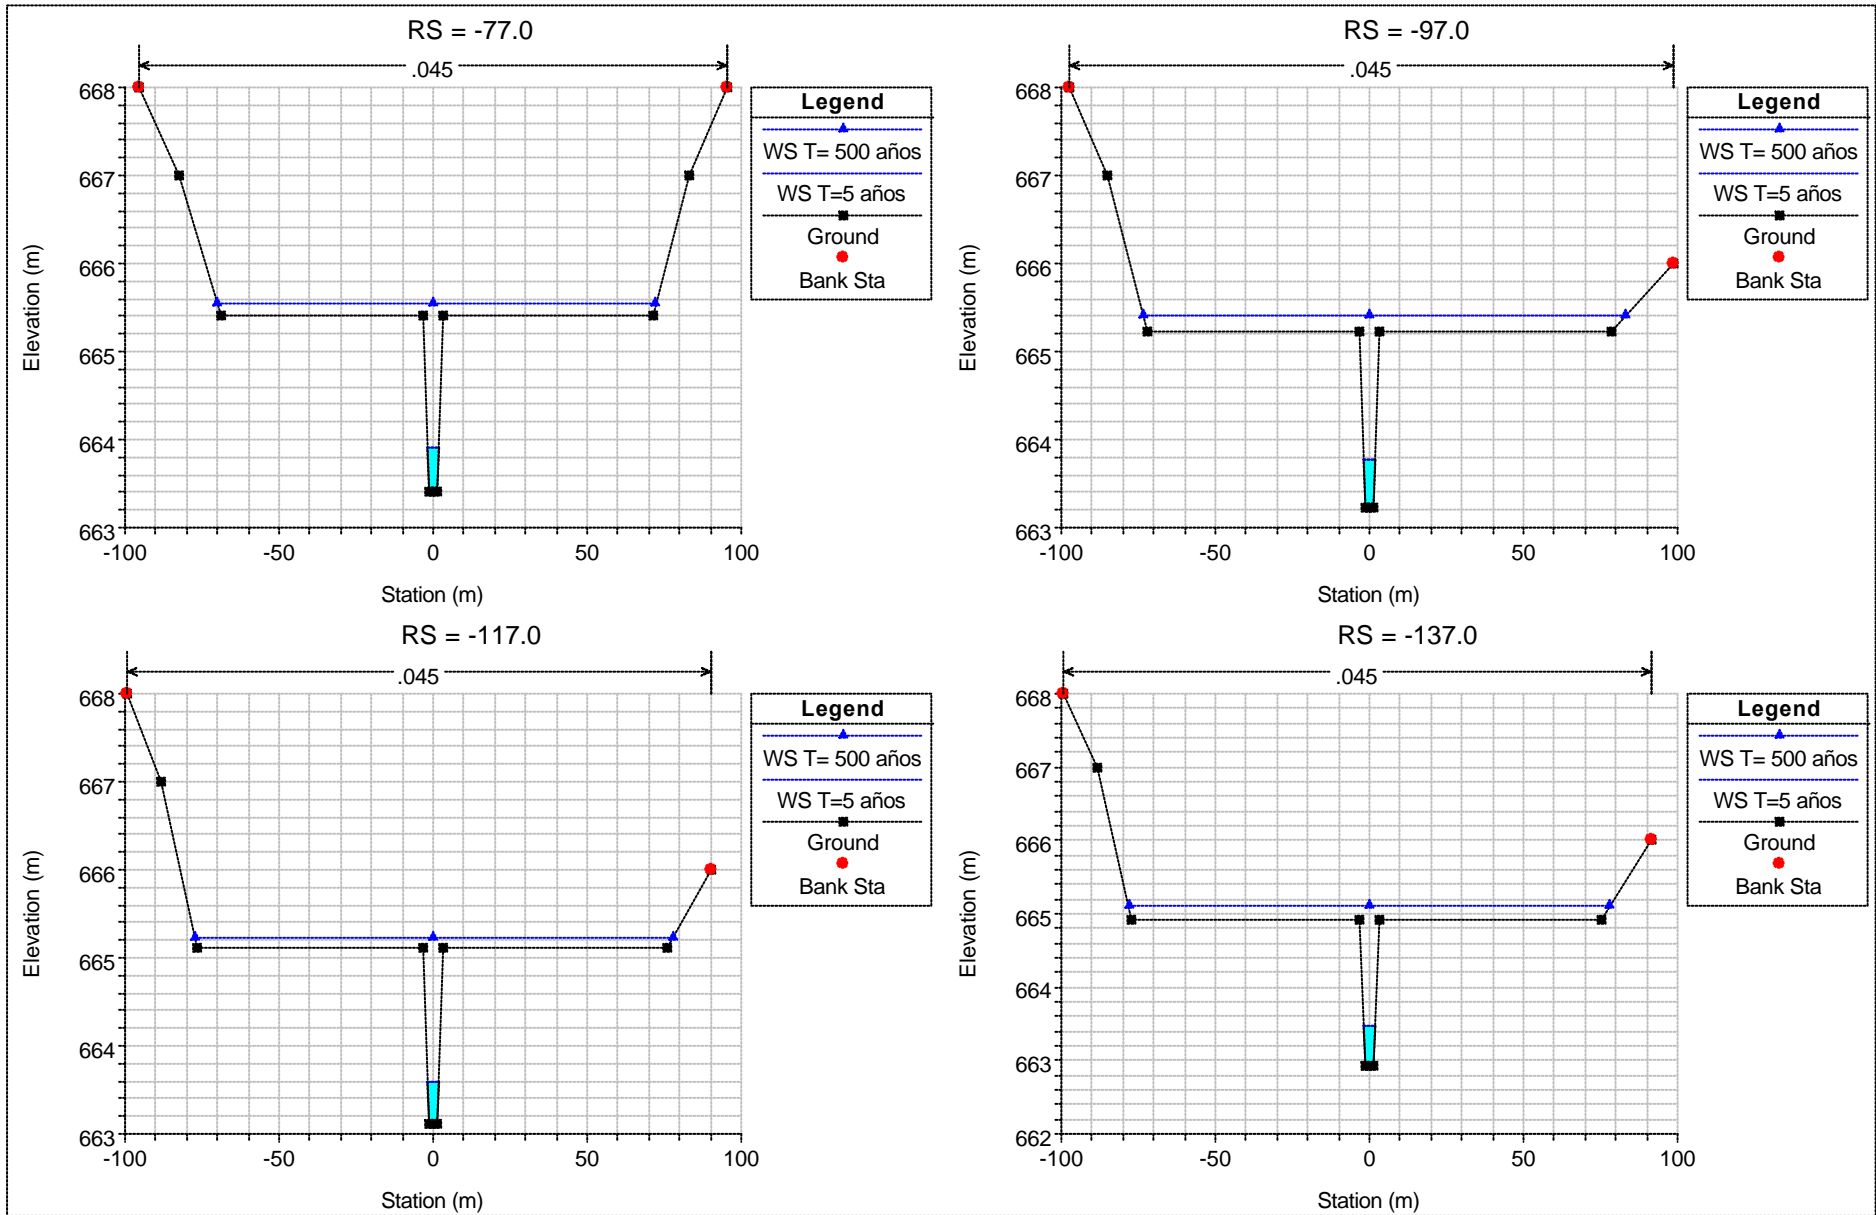 RS = -77.0
.045
668
667
666
665
664
663
-100
-50
0
50
100
Elevation (m)
Station (m)
Legend
WS T= 500 años
WS T=5 años
Ground
Bank Sta
RS = -97.0
.045
668
667
666
665
664
663
-100
-50
0
50
100
Elevation (m)
Station (m)
Legend
WS T= 500 años
WS T=5 años
Ground
Bank Sta
RS = -117.0
.045
668
667
666
665
664
663
-100
-50
0
50
100
Elevation (m)
Station (m)
Legend
WS T= 500 años
WS T=5 años
Ground
Bank Sta
RS = -137.0
.045
668
667
666
665
664
663
662
-100
-50
0
50
100
Elevation (m)
Station (m)
Legend
WS T= 500 años
WS T=5 años
Ground
Bank Sta